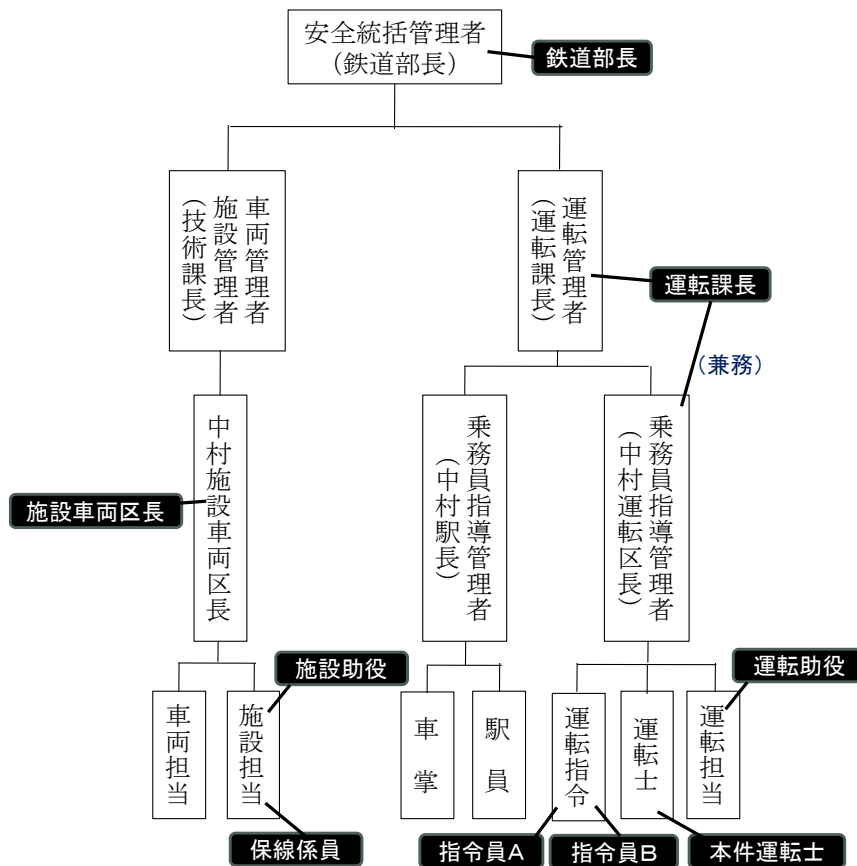 安全統括管理者
（鉄道部長）
鉄道部長
車両管理者
施設管理者
（技術課長）
運転管理者
（運転課長）
運転課長
（兼務）
中村施設車両区長
施設車両区長
乗務員指導管理者
（中村駅長）
乗務員指導管理者
（中村運転区長）
施設助役
運転助役
車両担当
施設担当
車掌
駅員
運転指令
運転士
運転担当
保線係員
指令員A
指令員B
本件運転士